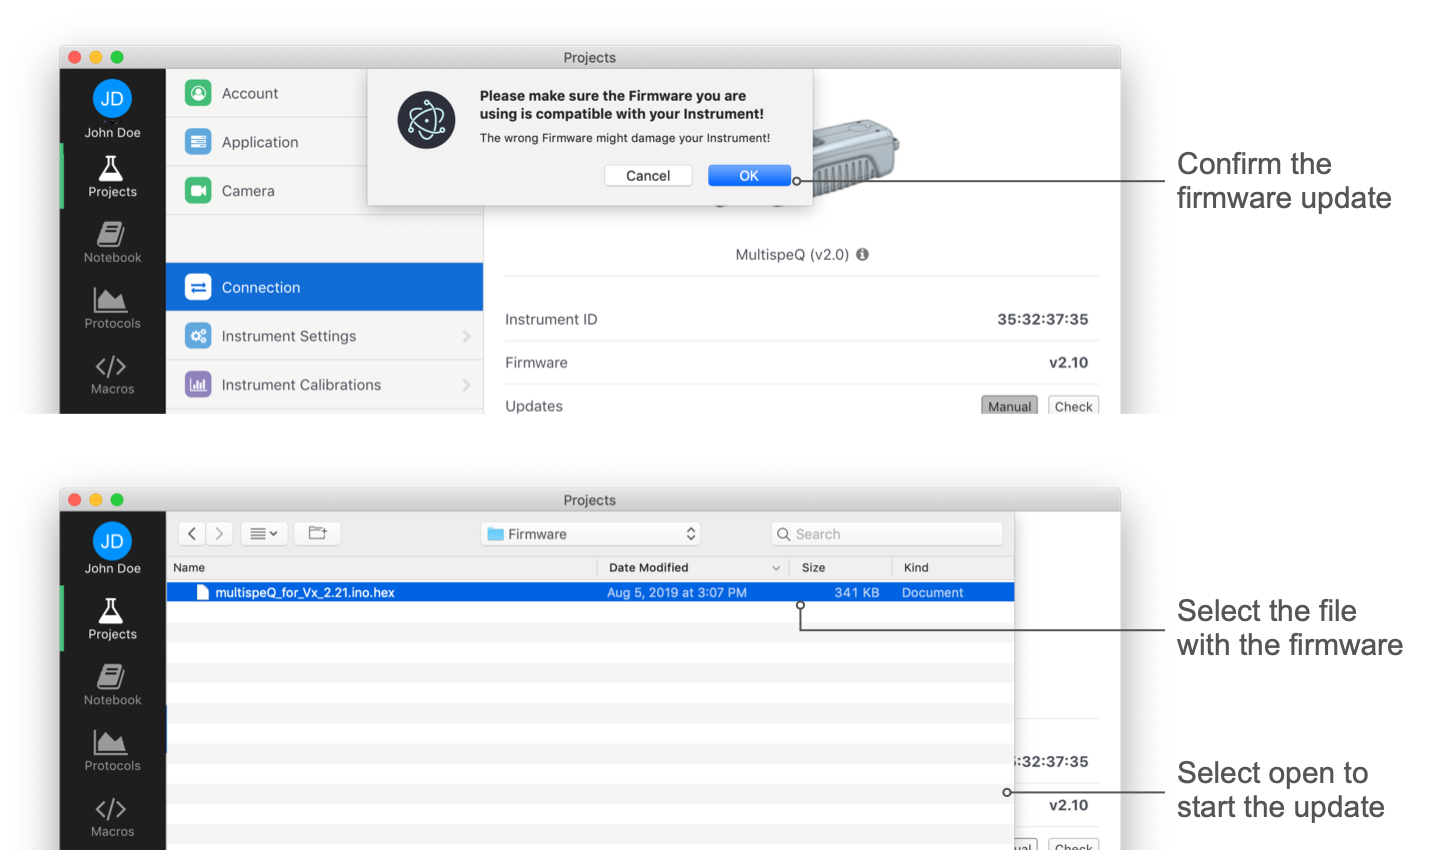 Projects
JD
John Doe
Projects
Notebook
Protocols
Macros
Account
Application
Camera
Connection
Instrument Settings
Instrument Calibrations
Please make sure the Firmware you are
using is compatible with your Instrument!
The wrong Firmware might damage your Instrument!
Cancel OK
MultispeQ (v2.0)
Instrument ID 35:32:37:35
Firmware v2.10
Updates Manual Check
Confirm the
firmware update
Projects
JD
John Doe
Projects
Notebook
Protocols
Macros
Firmware Search
Name Date Modified Size Kind
multispeQ_for_Vx_2.21.ino.hex Aug 5, 2019 at 3:07 PM 341 KB Document
:32:37:35
v2.10
ual Check
Select the file
with the firmware
Select open to
start the update